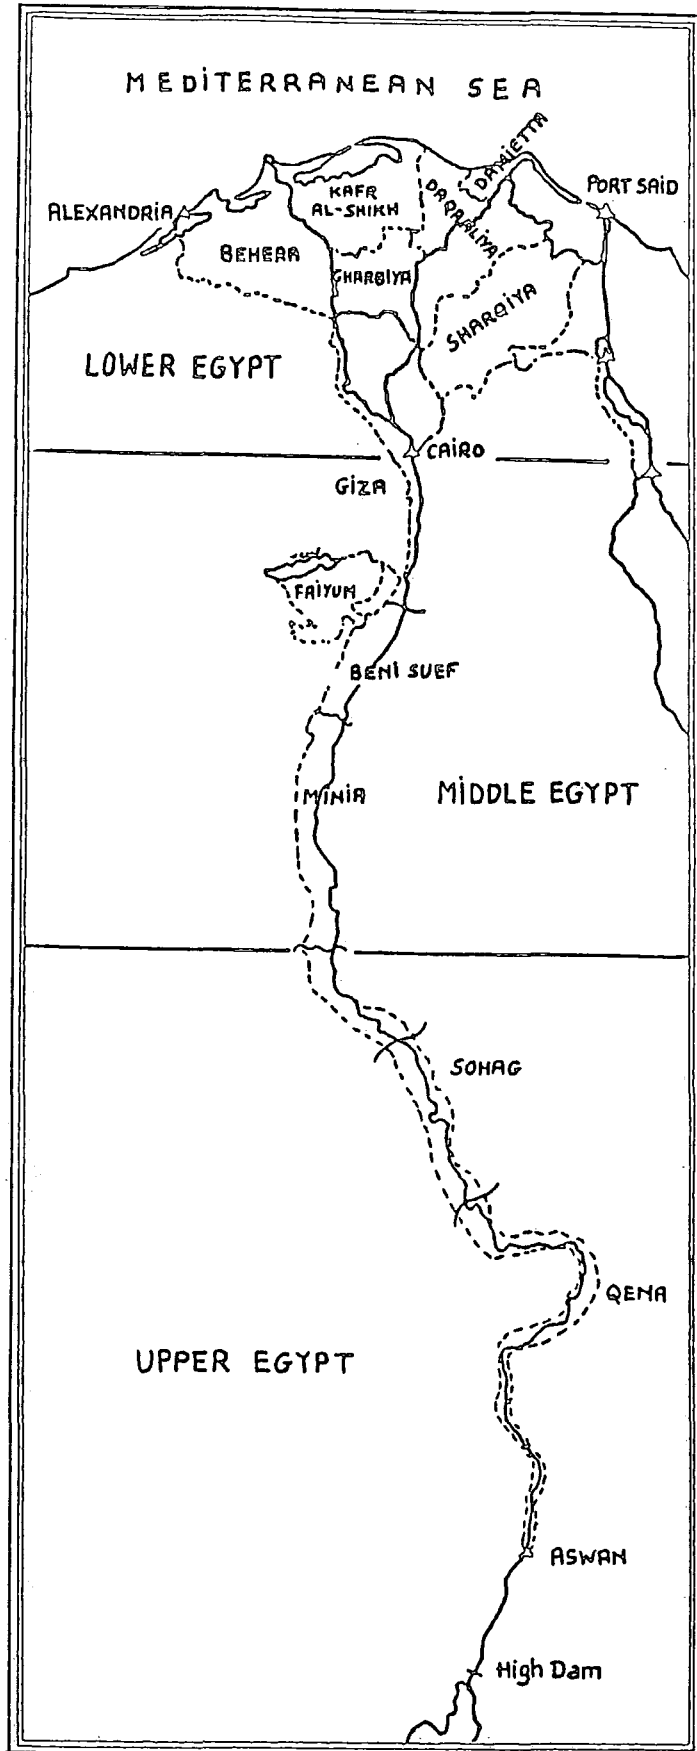 MEDITERRANEAN SEA
DAMIETTA
PORT SAID
KAFR
AL-SHIKH
DAQAHLIYA
ALEXANDRIA
BEHERA
GHARBIYA
SHARQIYA
LOWER EGYPT
CAIRO
GIZA
FAIYUM
BENI SUEF
MINIA
MIDDLE EGYPT
SOHAG
QENA
UPPER EGYPT
ASWAN
High Dam